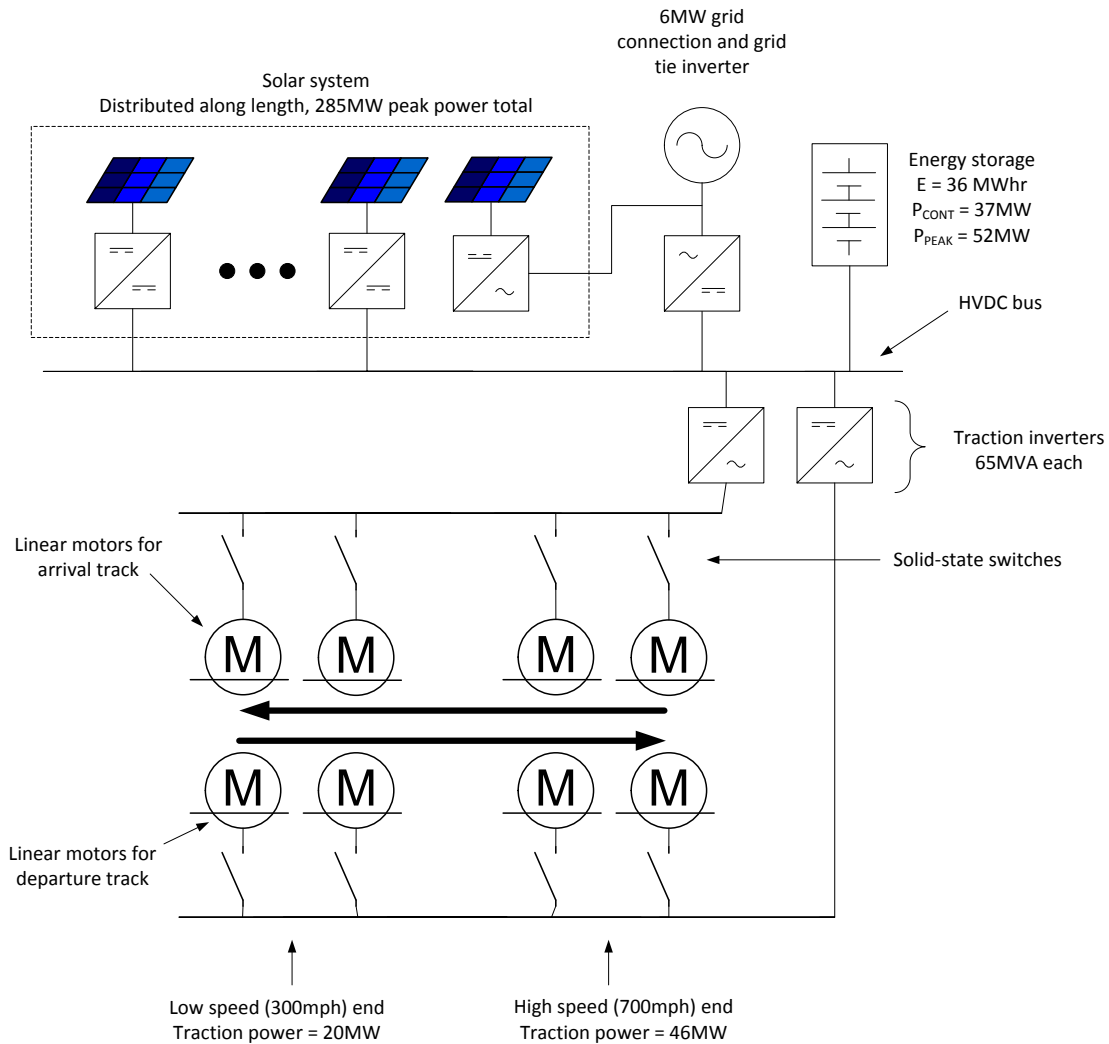 6MW grid
connection and grid
tie inverter
Solar system
Distributed along length, 285MW peak power total
Energy storage
E = 36 MWhr
PCONT = 37MW
PPEAK = 52MW
HVDC bus
Traction inverters
65MVA each
Linear motors for
arrival track
Solid-state switches
M M M M
M M M M
Linear motors for
departure track
Low speed (300mph) end
Traction power = 20MW
High speed (700mph) end
Traction power = 46MW